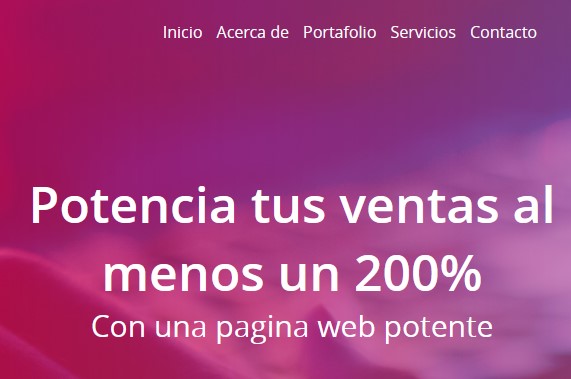 Inicio Acerca de Portafolio Servicios Contacto
Potencia tus ventas al
menos un 200%
Con una pagina web potente